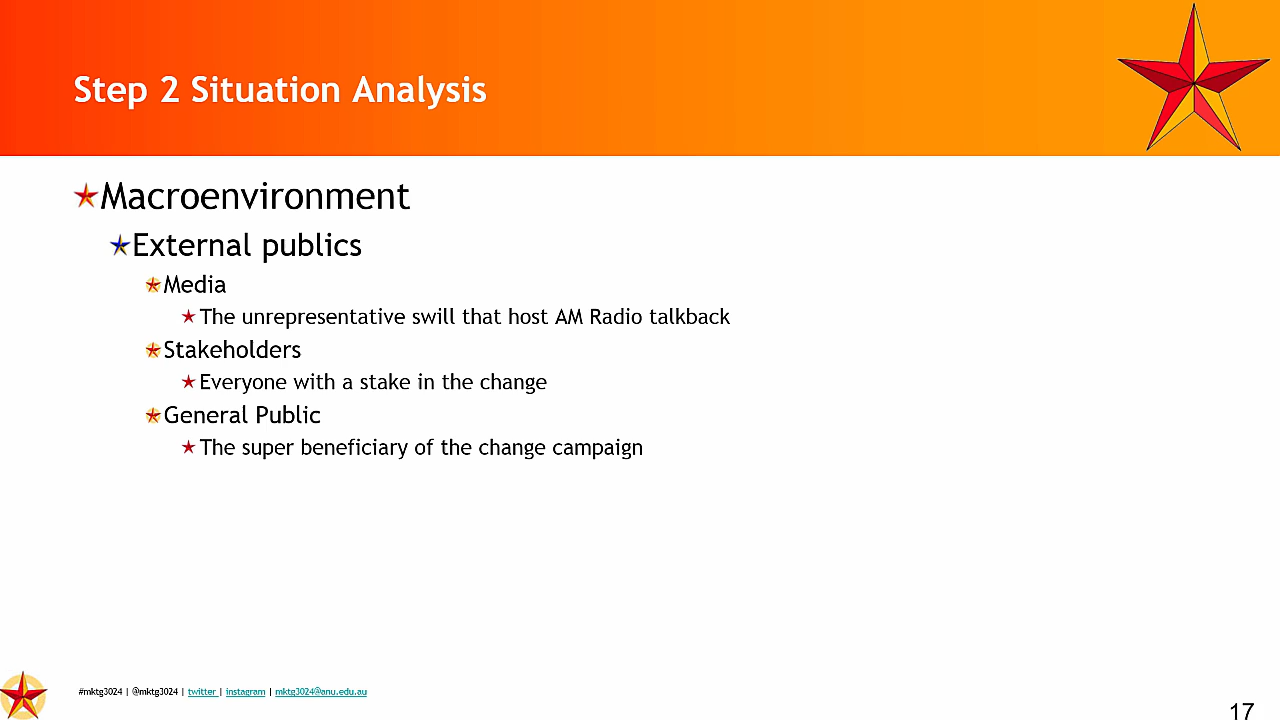 Step 2 Situation Analysis
Macroenvironment
External publics
Media
The unrepresentative swill that host AM Radio talkback
Stakeholders
Everyone with a stake in the change
General Public
The super beneficiary of the change campaign
#mktg3024 | @mktg3024 | twitter | instagram | mktg3024@anu.edu.au
17